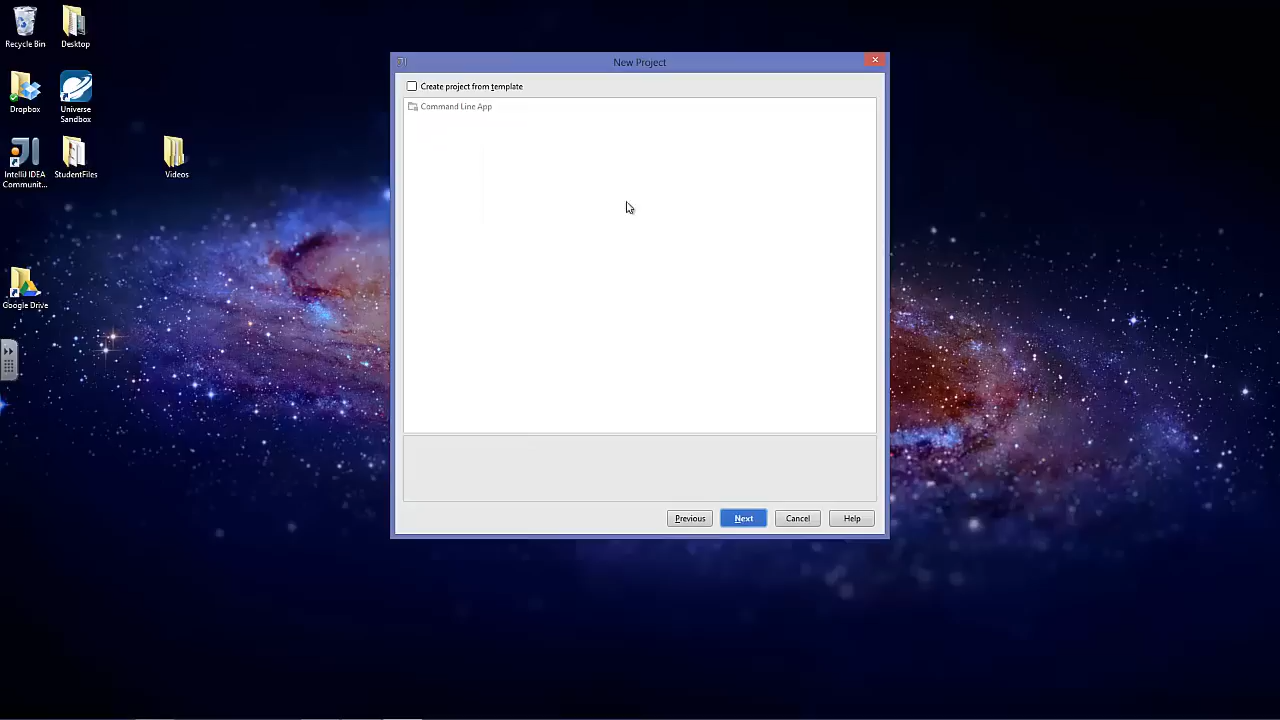 New Project
Create project from template
Command Line App
Previous
Next
Cancel
Help
Recycle Bin
Desktop
Dropbox
Universe
Sandbox
IntelliJ IDEA
Communit...
StudentFiles
Videos
Google Drive